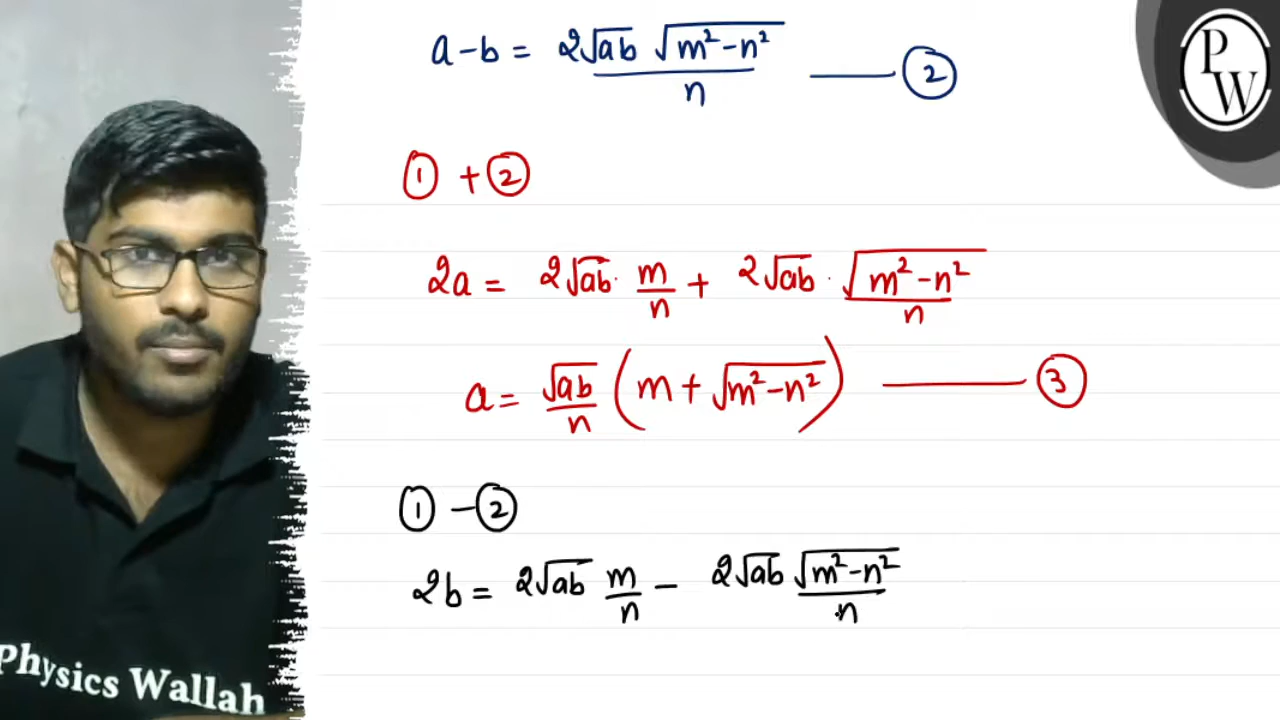 a - b = 2√ab √m² - n² / n —— ②
① + ②
2a = 2√ab · m/n + 2√ab · √m² - n² / n
a = √ab / n (m + √m² - n²) —— ③
① - ②
2b = 2√ab m/n - 2√ab √m² - n² / n
PW
Physics Wallah